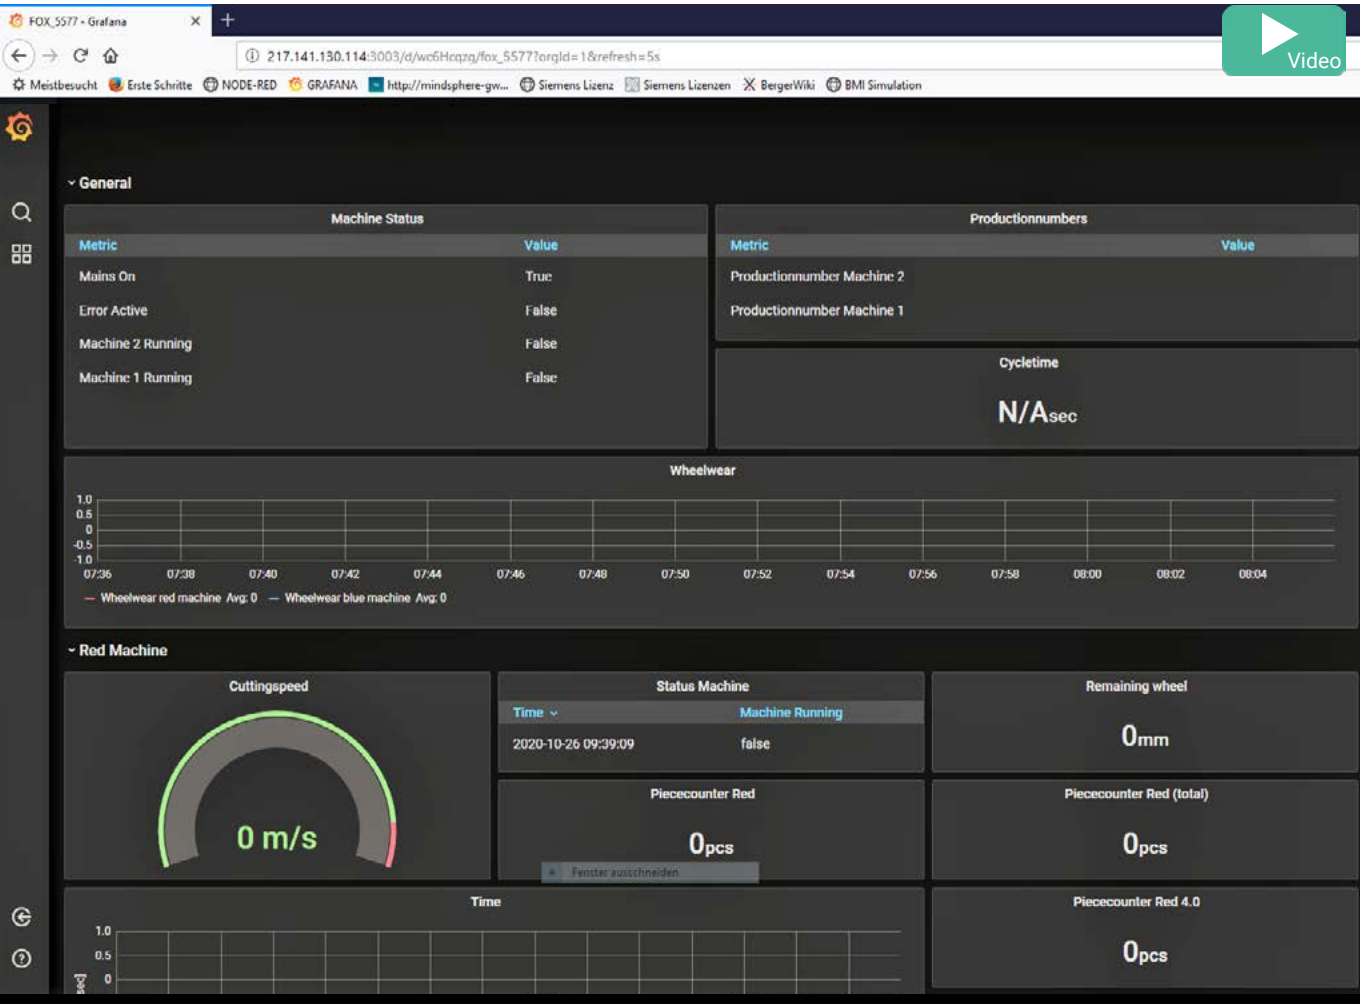 FOX_5577 - Grafana
Video
217.141.130.114:3003/d/wc6Hcqzq/fox_5577?orgId=1&refresh=5s
Meistbesucht Erste Schritte NODE-RED GRAFANA http://mindsphere-gw... Siemens Lizenz Siemens Lizenzen BergerWiki BMI Simulation
General
Machine Status
Metric Value
Mains On True
Error Active False
Machine 2 Running False
Machine 1 Running False
Productionnumbers
Metric Value
Productionnumber Machine 2
Productionnumber Machine 1
Cycletime
N/Asec
Wheelwear
1.0
0.5
0
-0.5
-1.0
07:36 07:38 07:40 07:42 07:44 07:46 07:48 07:50 07:52 07:54 07:56 07:58 08:00 08:02 08:04
Wheelwear red machine Avg: 0 Wheelwear blue machine Avg: 0
Red Machine
Cuttingspeed
0 m/s
Status Machine
Time Machine Running
2020-10-26 09:39:09 false
Remaining wheel
0mm
Piececounter Red
0pcs
Fenster ausschneiden
Piececounter Red (total)
0pcs
Time
1.0
0.5
0
sec]
Piececounter Red 4.0
0pcs